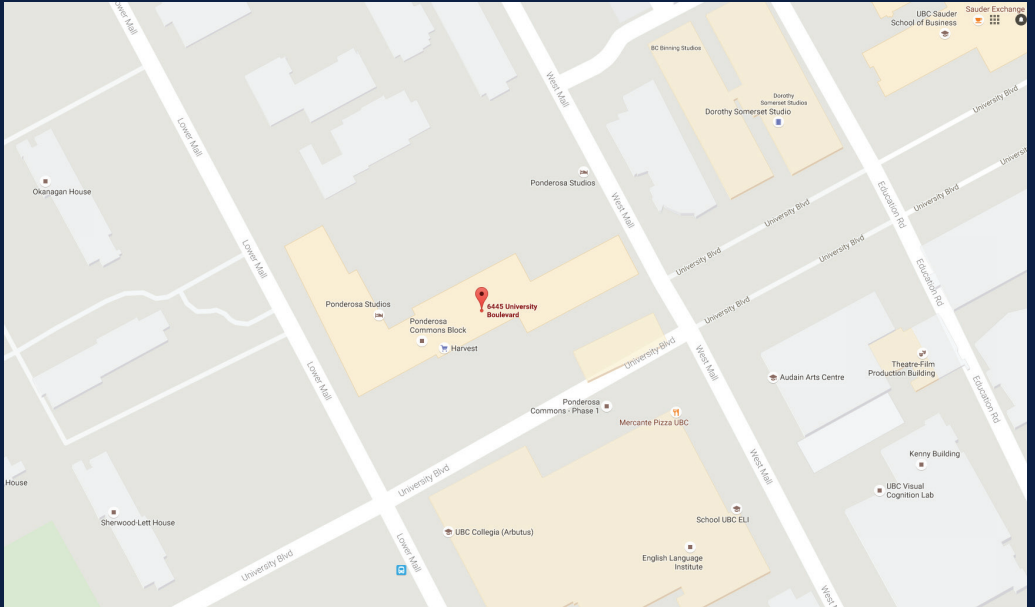 Sauder Exchange
UBC Sauder
School of Business
BC Binning Studios
West Mall
University Blvd
Dorothy
Somerset Studios
Dorothy Somerset Studio
Lower Mall
Universit
Okanagan House
Ponderosa Studios
West Mall
Education Rd
University Blvd
University Blvd
Lower Mall
University Blvd
University Blvd
Education Rd
Ponderosa Studios
6445 University
Boulevard
University Blvd
Ponderosa
Commons Block
Harvest
University Blvd
West Mall
Theatre-Film
Production Building
Audain Arts Centre
Lower Mall
Education Rd
Ponderosa
Commons - Phase 1
Mercante Pizza UBC
Kenny Building
West Mall
University Blvd
House
UBC Visual
Cognition Lab
Sherwood-Lett House
School UBC ELI
UBC Collegia (Arbutus)
Lower Mall
English Language
Institute
University Blvd
West M